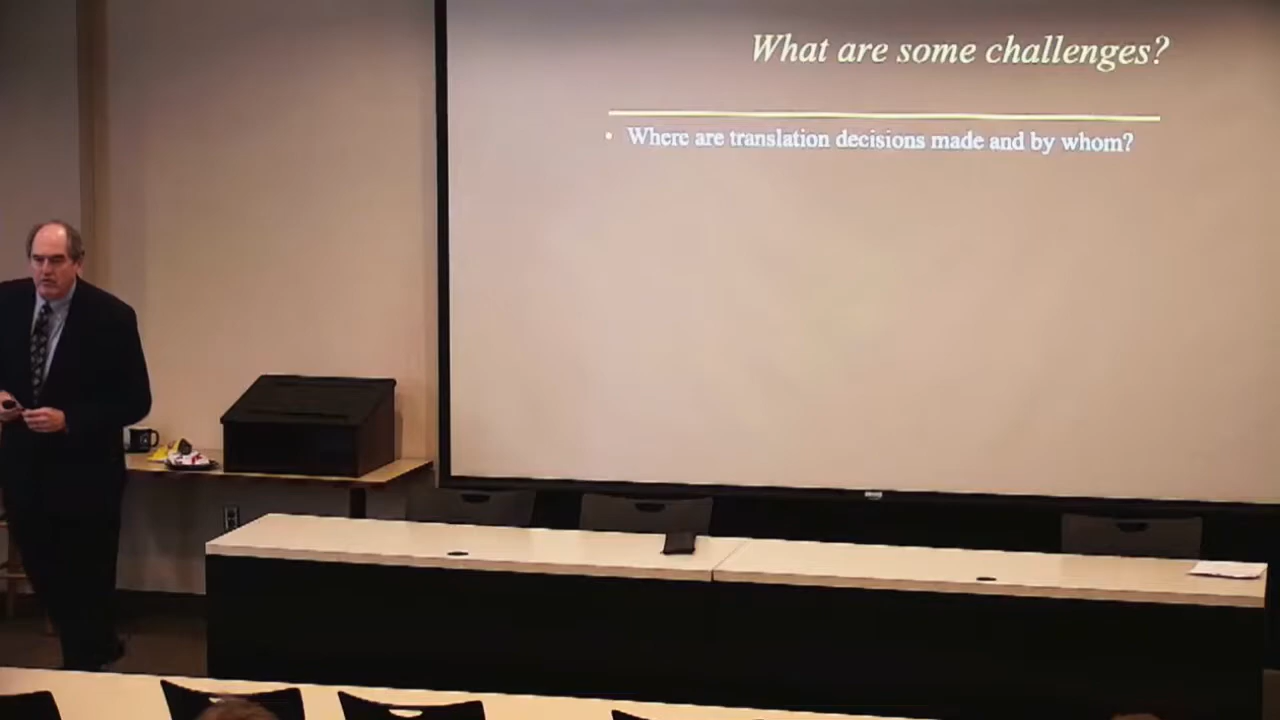 What are some challenges?
• Where are translation decisions made and by whom?